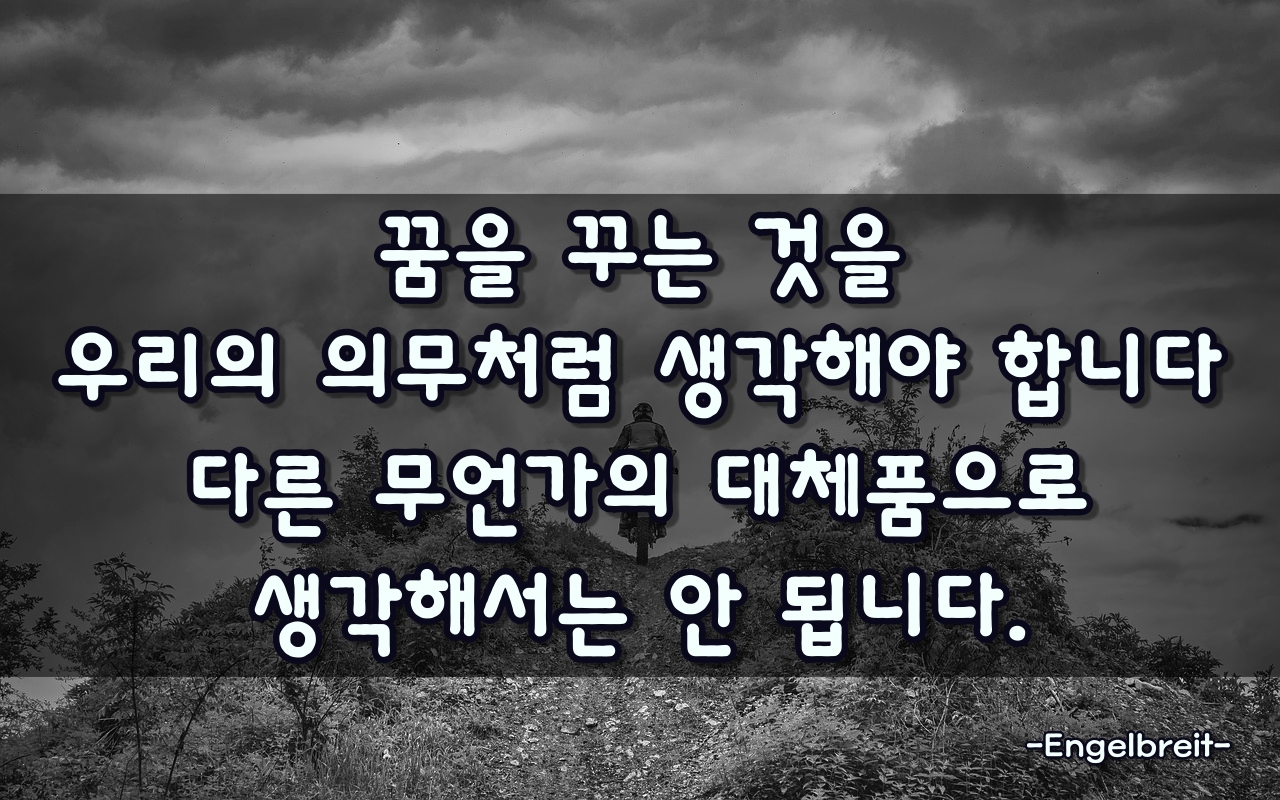 꿈을 꾸는 것을
우리의 의무처럼 생각해야 합니다
다른 무언가의 대체품으로
생각해서는 안 됩니다.
-Engelbreit-